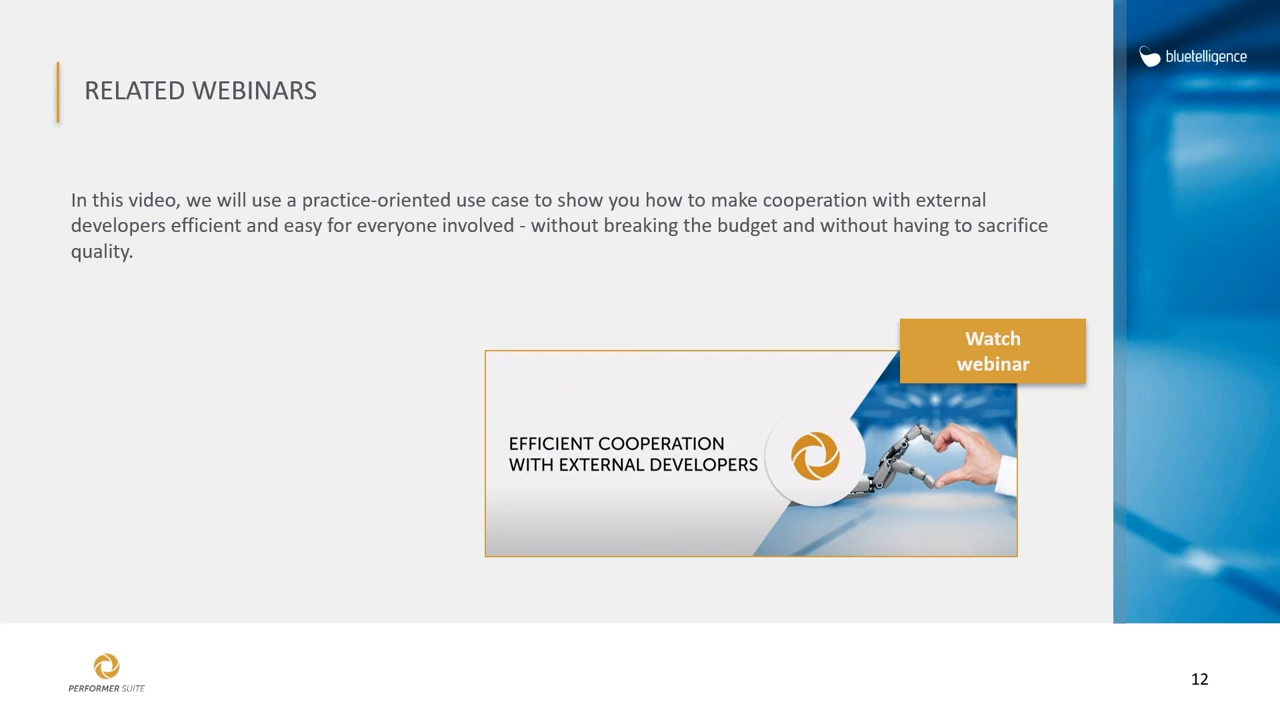 bluetelligence
RELATED WEBINARS
In this video, we will use a practice-oriented use case to show you how to make cooperation with external
developers efficient and easy for everyone involved - without breaking the budget and without having to sacrifice
quality.
Watch
webinar
EFFICIENT COOPERATION
WITH EXTERNAL DEVELOPERS
PERFORMER SUITE
12